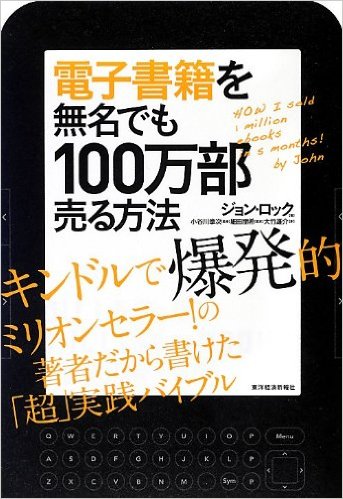 電子書籍を
無名でも
100万部
売る方法
HOW I sold
1 million
ebooks
in 5 months!
by John
ジョン・ロック
キンドルで爆発的
ミリオンセラー!の
著者だから書けた
「超」実践バイブル
東洋経済新報社
Q W E R T Y U I O P Menu
A S D F G H J K L
Z X C V B N M . Sym